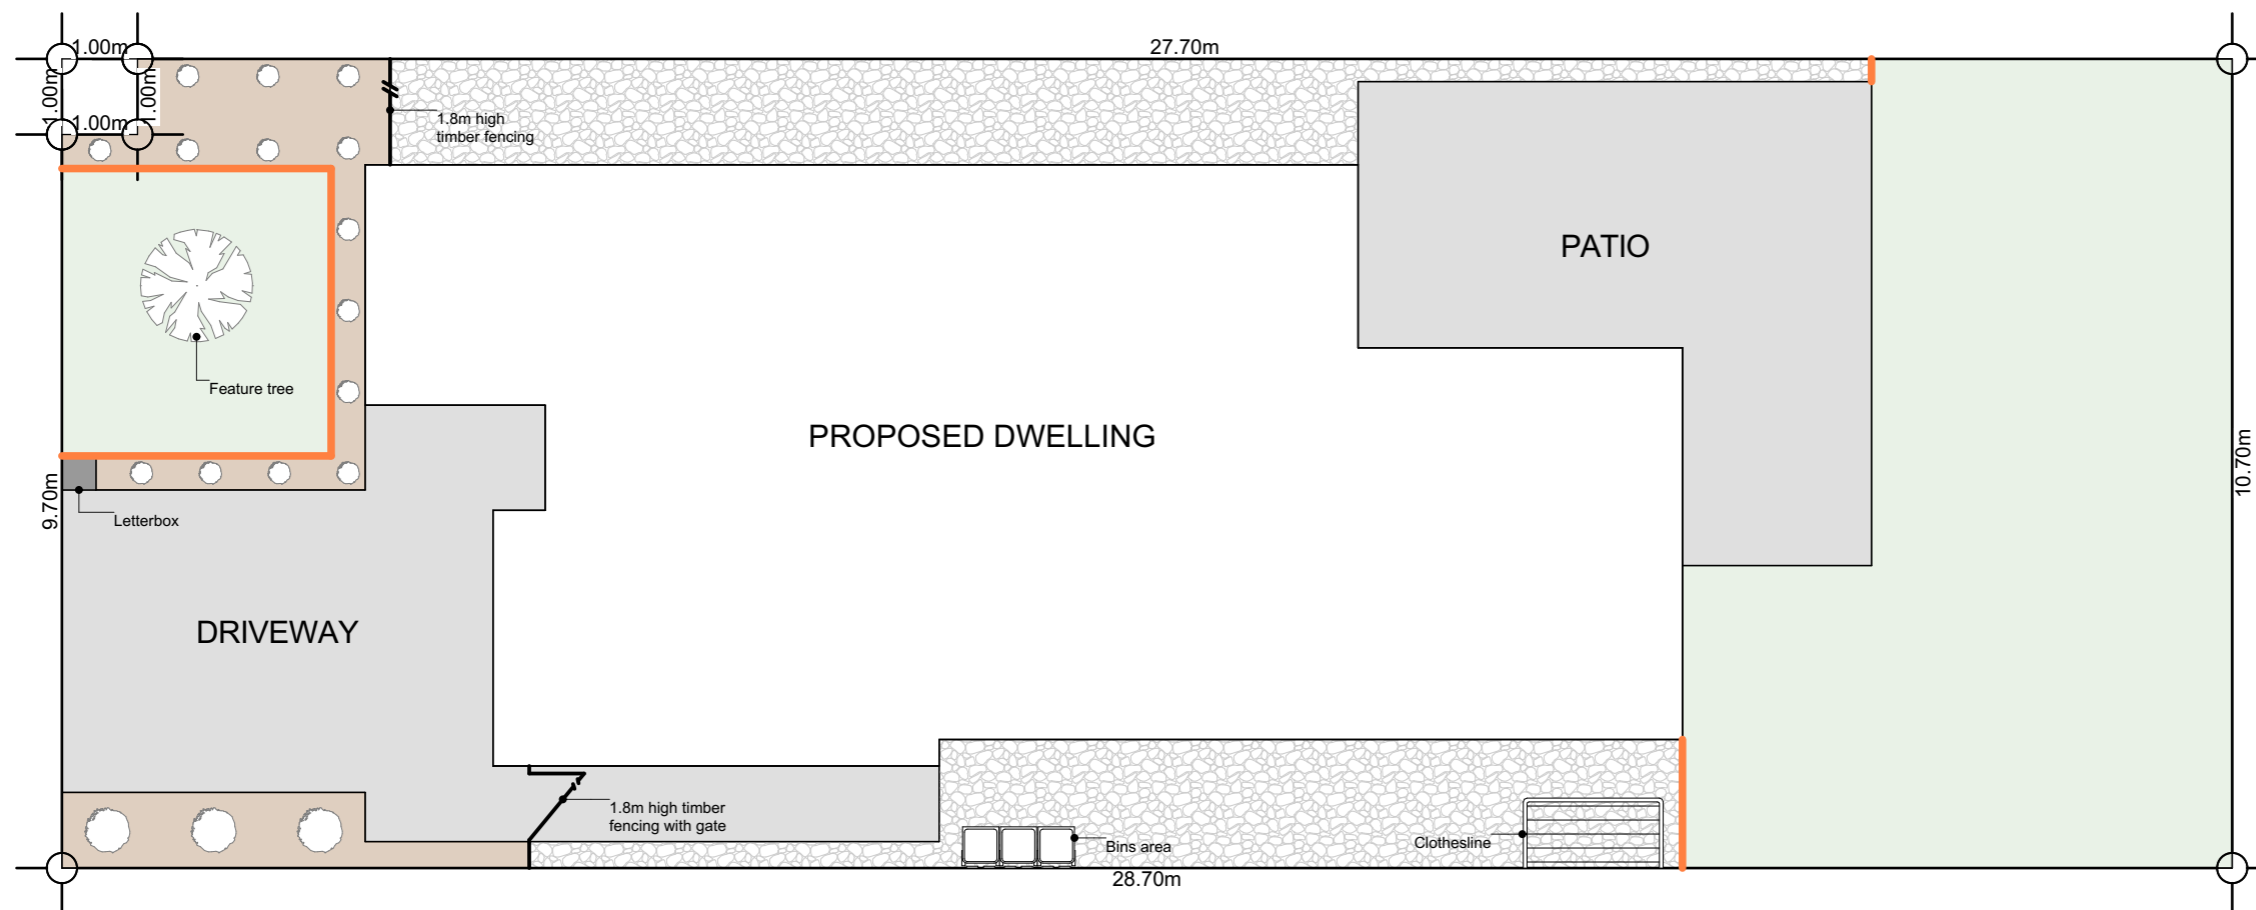 1.00m
27.70m
1.00m
1.00m
1.00m
1.8m high
timber fencing
PATIO
Feature tree
PROPOSED DWELLING
9.70m
10.70m
Letterbox
DRIVEWAY
1.8m high timber
fencing with gate
Bins area
Clothesline
28.70m